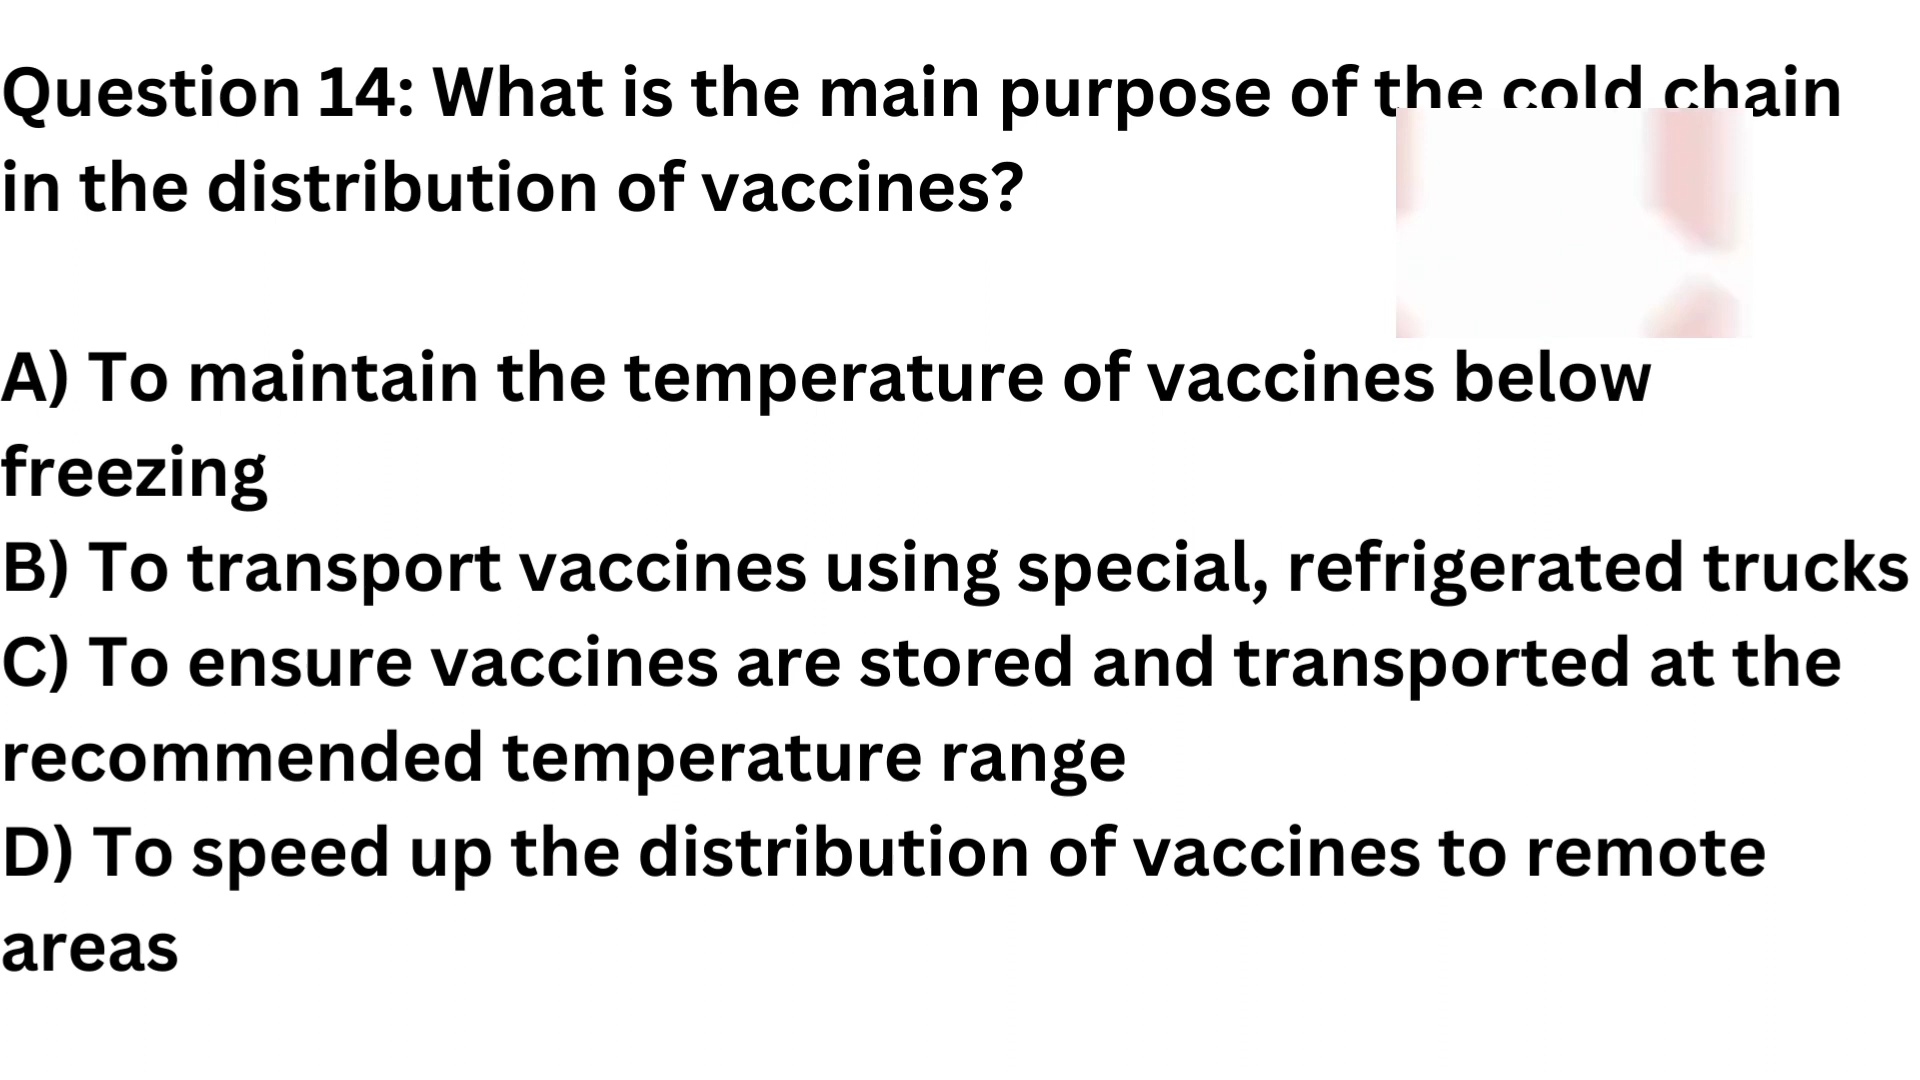 Question 14: What is the main purpose of the cold chain
in the distribution of vaccines?
A) To maintain the temperature of vaccines below
freezing
B) To transport vaccines using special, refrigerated trucks
C) To ensure vaccines are stored and transported at the
recommended temperature range
D) To speed up the distribution of vaccines to remote
areas